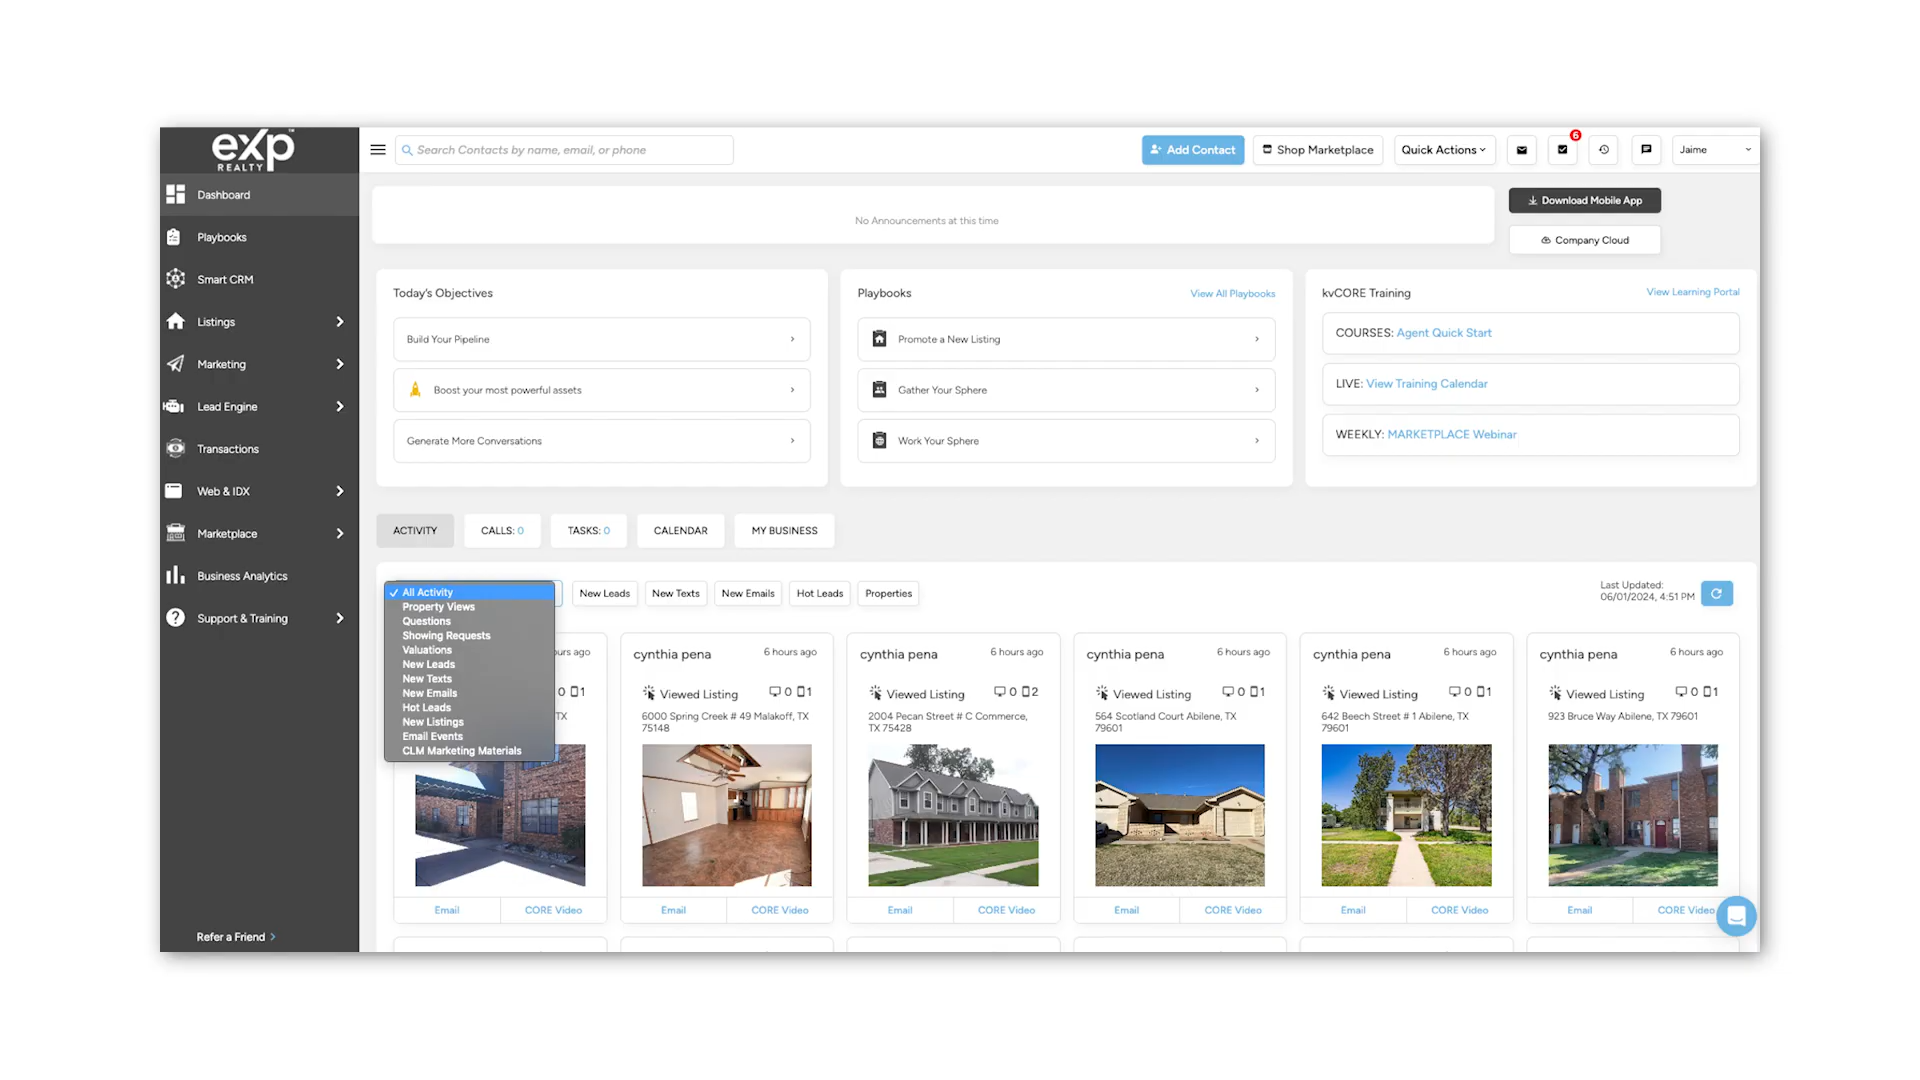 exp™
REALTY
Search Contacts by name, email, or phone
Add Contact
Shop Marketplace
Quick Actions
6
Jaime
Dashboard
Playbooks
Smart CRM
Listings
Marketing
Lead Engine
Transactions
Web & IDX
Marketplace
Business Analytics
Support & Training
Refer a Friend
No Announcements at this time
Download Mobile App
Company Cloud
Today's Objectives
Build Your Pipeline
Boost your most powerful assets
Generate More Conversations
Playbooks
View All Playbooks
Promote a New Listing
Gather Your Sphere
Work Your Sphere
kvCORE Training
View Learning Portal
COURSES: Agent Quick Start
LIVE: View Training Calendar
WEEKLY: MARKETPLACE Webinar
ACTIVITY
CALLS: 0
TASKS: 0
CALENDAR
MY BUSINESS
All Activity
Property Views
Questions
Showing Requests
Valuations
New Leads
New Texts
New Emails
Hot Leads
New Listings
Email Events
CLM Marketing Materials
New Leads
New Texts
New Emails
Hot Leads
Properties
Last Updated:
06/01/2024, 4:51 PM
ago
0 1
TX
Email
CORE Video
cynthia pena
6 hours ago
Viewed Listing
0 1
6000 Spring Creek # 49 Malakoff, TX
75148
Email
CORE Video
cynthia pena
6 hours ago
Viewed Listing
0 2
2004 Pecan Street # C Commerce,
TX 75428
Email
CORE Video
cynthia pena
6 hours ago
Viewed Listing
0 1
564 Scotland Court Abilene, TX
79601
Email
CORE Video
cynthia pena
6 hours ago
Viewed Listing
0 1
642 Beech Street # 1 Abilene, TX
79601
Email
CORE Video
cynthia pena
6 hours ago
Viewed Listing
0 1
923 Bruce Way Abilene, TX 79601
Email
CORE Video